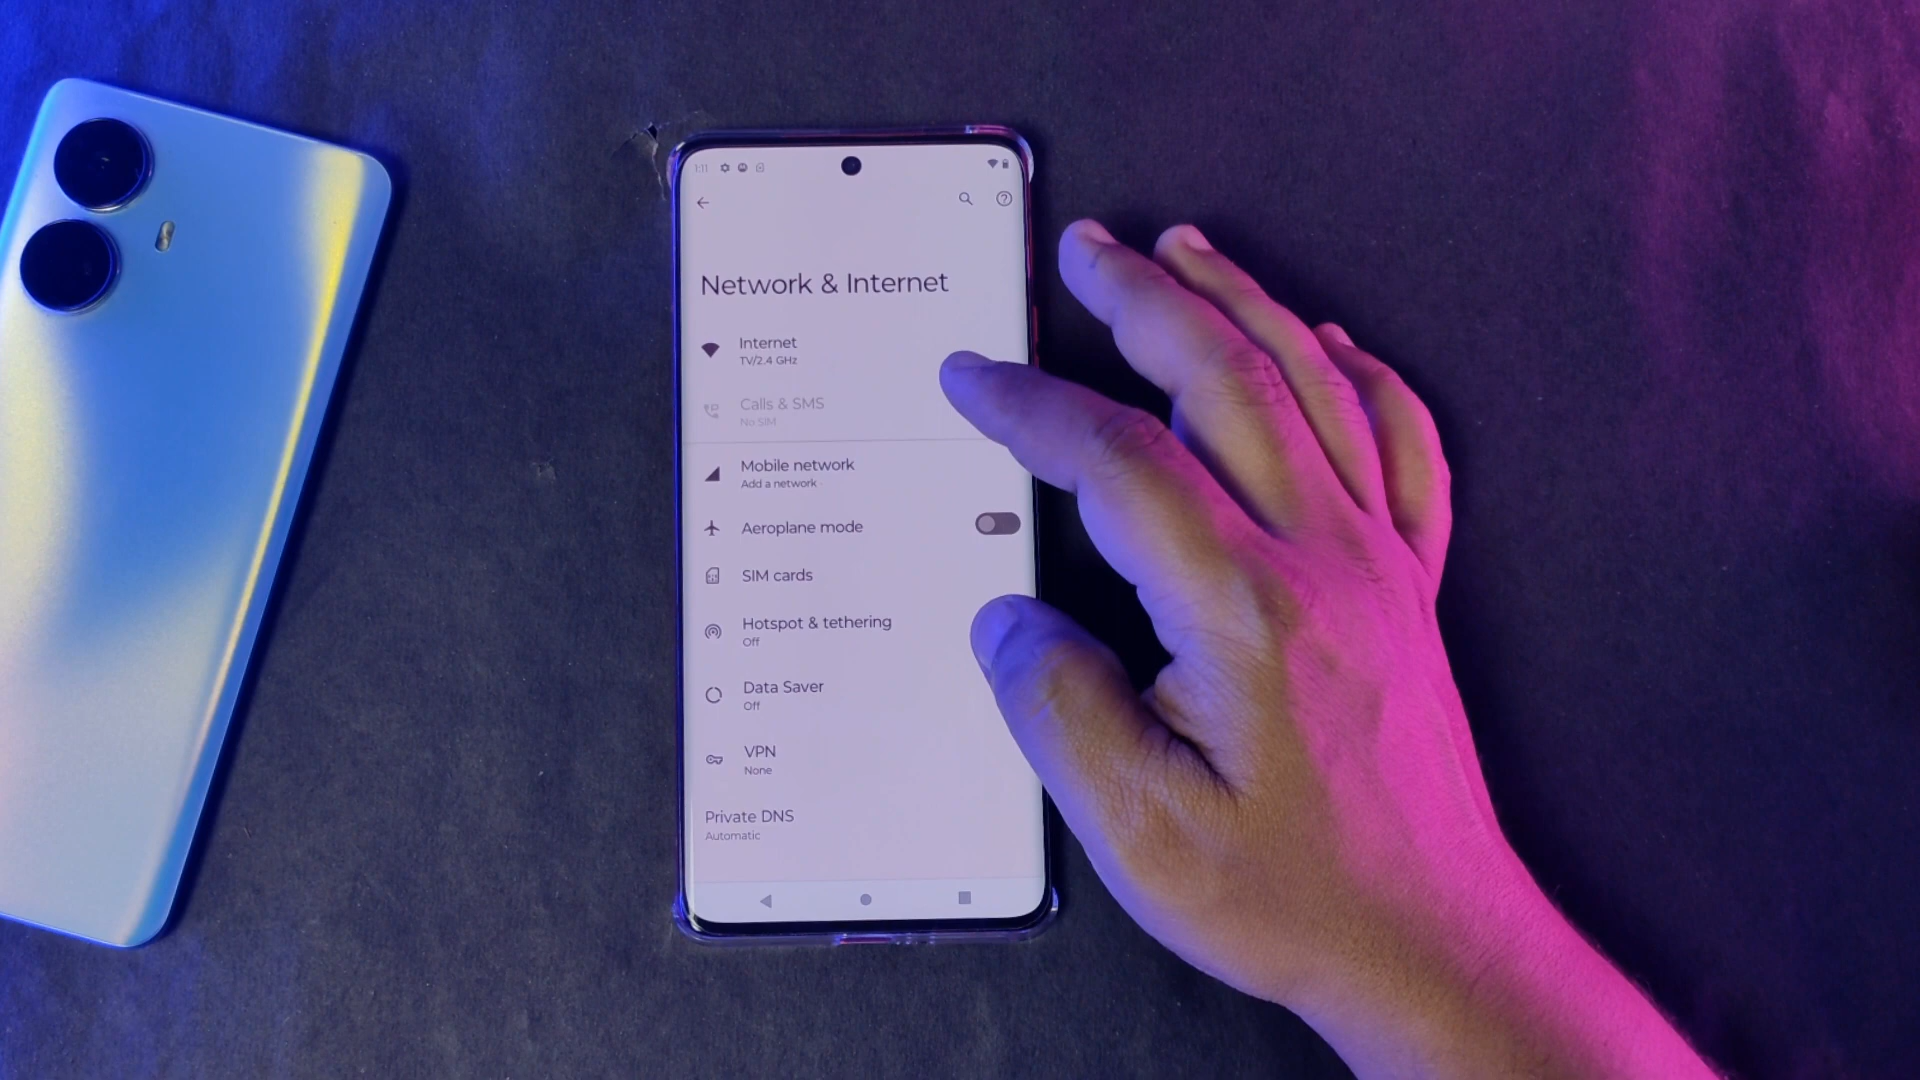 1:11
Network & Internet
Internet
TV/2.4 GHz
Calls & SMS
No SIM
Mobile network
Add a network
Aeroplane mode
SIM cards
Hotspot & tethering
Off
Data Saver
Off
VPN
None
Private DNS
Automatic